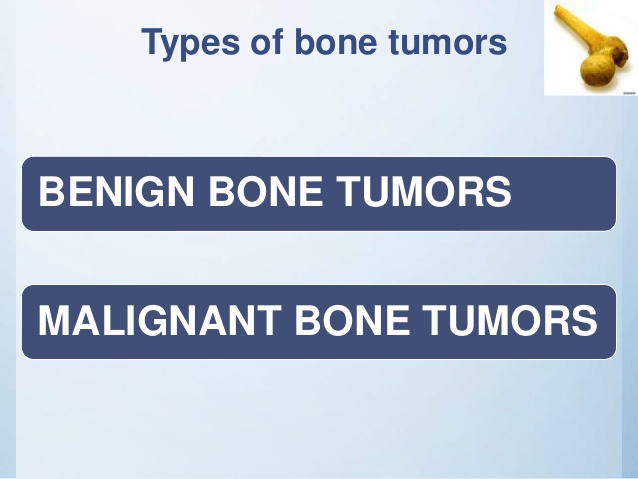 Types of bone tumors
BENIGN BONE TUMORS
MALIGNANT BONE TUMORS